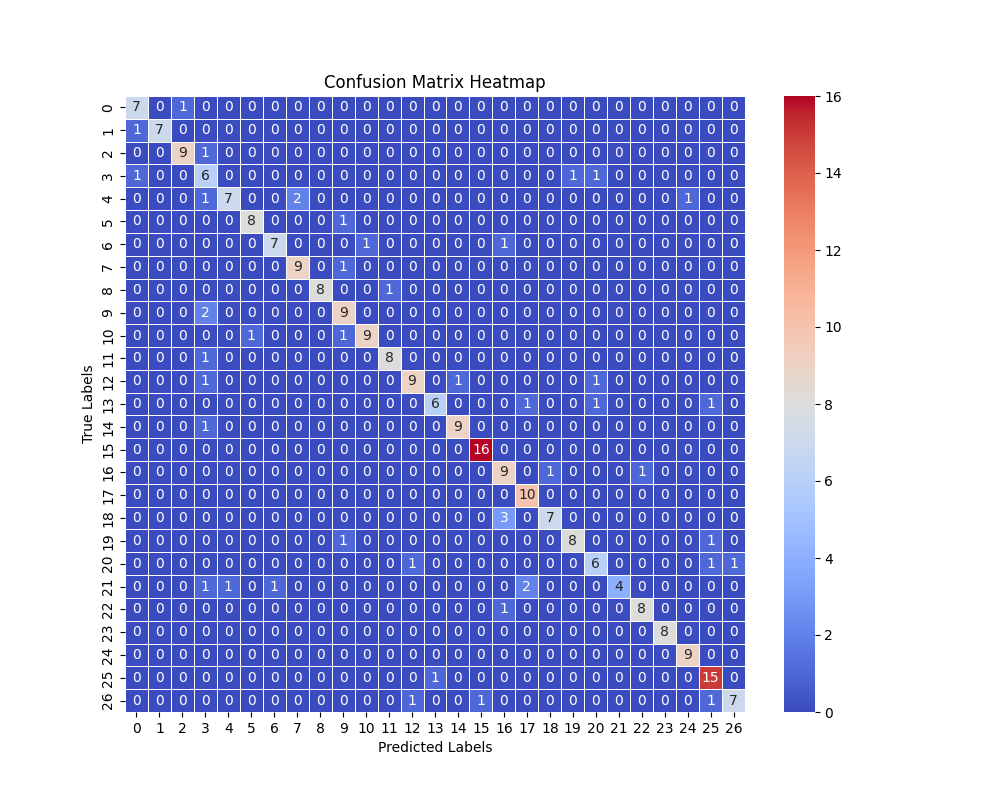 Confusion Matrix Heatmap
0 7 0 1 0 0 0 0 0 0 0 0 0 0 0 0 0 0 0 0 0 0 0 0 0 0 0 0
1 1 7 0 0 0 0 0 0 0 0 0 0 0 0 0 0 0 0 0 0 0 0 0 0 0 0 0
2 0 0 9 1 0 0 0 0 0 0 0 0 0 0 0 0 0 0 0 0 0 0 0 0 0 0 0
3 1 0 0 6 0 0 0 0 0 0 0 0 0 0 0 0 0 0 0 1 1 0 0 0 0 0 0
4 0 0 0 1 7 0 0 2 0 0 0 0 0 0 0 0 0 0 0 0 0 0 0 0 1 0 0
5 0 0 0 0 0 8 0 0 0 1 0 0 0 0 0 0 0 0 0 0 0 0 0 0 0 0 0
6 0 0 0 0 0 0 7 0 0 0 1 0 0 0 0 0 1 0 0 0 0 0 0 0 0 0 0
7 0 0 0 0 0 0 0 9 0 1 0 0 0 0 0 0 0 0 0 0 0 0 0 0 0 0 0
8 0 0 0 0 0 0 0 0 8 0 0 1 0 0 0 0 0 0 0 0 0 0 0 0 0 0 0
9 0 0 0 2 0 0 0 0 0 9 0 0 0 0 0 0 0 0 0 0 0 0 0 0 0 0 0
10 0 0 0 0 0 1 0 0 0 1 9 0 0 0 0 0 0 0 0 0 0 0 0 0 0 0 0
11 0 0 0 1 0 0 0 0 0 0 0 8 0 0 0 0 0 0 0 0 0 0 0 0 0 0 0
12 0 0 0 1 0 0 0 0 0 0 0 0 9 0 1 0 0 0 0 0 1 0 0 0 0 0 0
13 0 0 0 0 0 0 0 0 0 0 0 0 0 6 0 0 0 1 0 0 1 0 0 0 0 1 0
14 0 0 0 1 0 0 0 0 0 0 0 0 0 0 9 0 0 0 0 0 0 0 0 0 0 0 0
15 0 0 0 0 0 0 0 0 0 0 0 0 0 0 0 16 0 0 0 0 0 0 0 0 0 0 0
16 0 0 0 0 0 0 0 0 0 0 0 0 0 0 0 0 9 0 1 0 0 0 1 0 0 0 0
17 0 0 0 0 0 0 0 0 0 0 0 0 0 0 0 0 0 10 0 0 0 0 0 0 0 0 0
18 0 0 0 0 0 0 0 0 0 0 0 0 0 0 0 0 3 0 7 0 0 0 0 0 0 0 0
19 0 0 0 0 0 0 0 0 0 1 0 0 0 0 0 0 0 0 0 8 0 0 0 0 0 1 0
20 0 0 0 0 0 0 0 0 0 0 0 0 1 0 0 0 0 0 0 0 6 0 0 0 0 1 1
21 0 0 0 1 1 0 1 0 0 0 0 0 0 0 0 0 0 2 0 0 0 4 0 0 0 0 0
22 0 0 0 0 0 0 0 0 0 0 0 0 0 0 0 0 1 0 0 0 0 0 8 0 0 0 0
23 0 0 0 0 0 0 0 0 0 0 0 0 0 0 0 0 0 0 0 0 0 0 0 8 0 0 0
24 0 0 0 0 0 0 0 0 0 0 0 0 0 0 0 0 0 0 0 0 0 0 0 0 9 0 0
25 0 0 0 0 0 0 0 0 0 0 0 0 0 1 0 0 0 0 0 0 0 0 0 0 0 15 0
26 0 0 0 0 0 0 0 0 0 0 0 0 1 0 0 1 0 0 0 0 0 0 0 0 0 1 7
0 1 2 3 4 5 6 7 8 9 10 11 12 13 14 15 16 17 18 19 20 21 22 23 24 25 26
Predicted Labels
True Labels
16
14
12
10
8
6
4
2
0